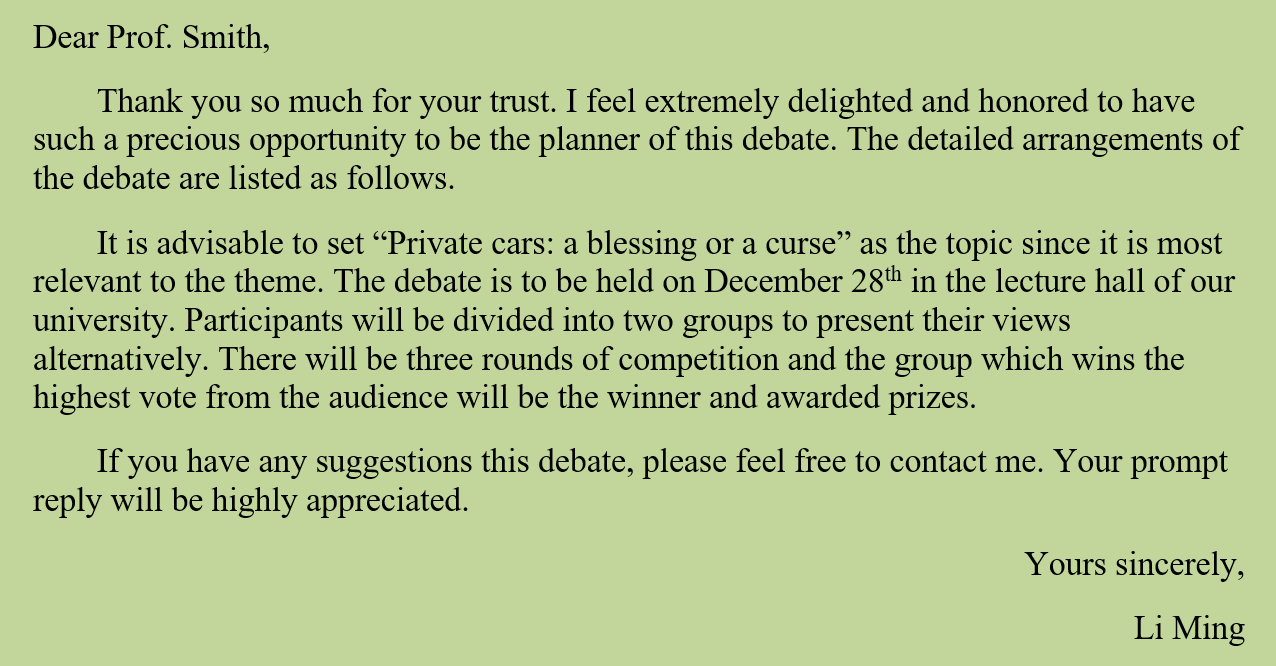 Dear Prof. Smith,
Thank you so much for your trust. I feel extremely delighted and honored to have
such a precious opportunity to be the planner of this debate. The detailed arrangements of
the debate are listed as follows.
It is advisable to set “Private cars: a blessing or a curse” as the topic since it is most
relevant to the theme. The debate is to be held on December 28th in the lecture hall of our
university. Participants will be divided into two groups to present their views
alternatively. There will be three rounds of competition and the group which wins the
highest vote from the audience will be the winner and awarded prizes.
If you have any suggestions this debate, please feel free to contact me. Your prompt
reply will be highly appreciated.
Yours sincerely,
Li Ming